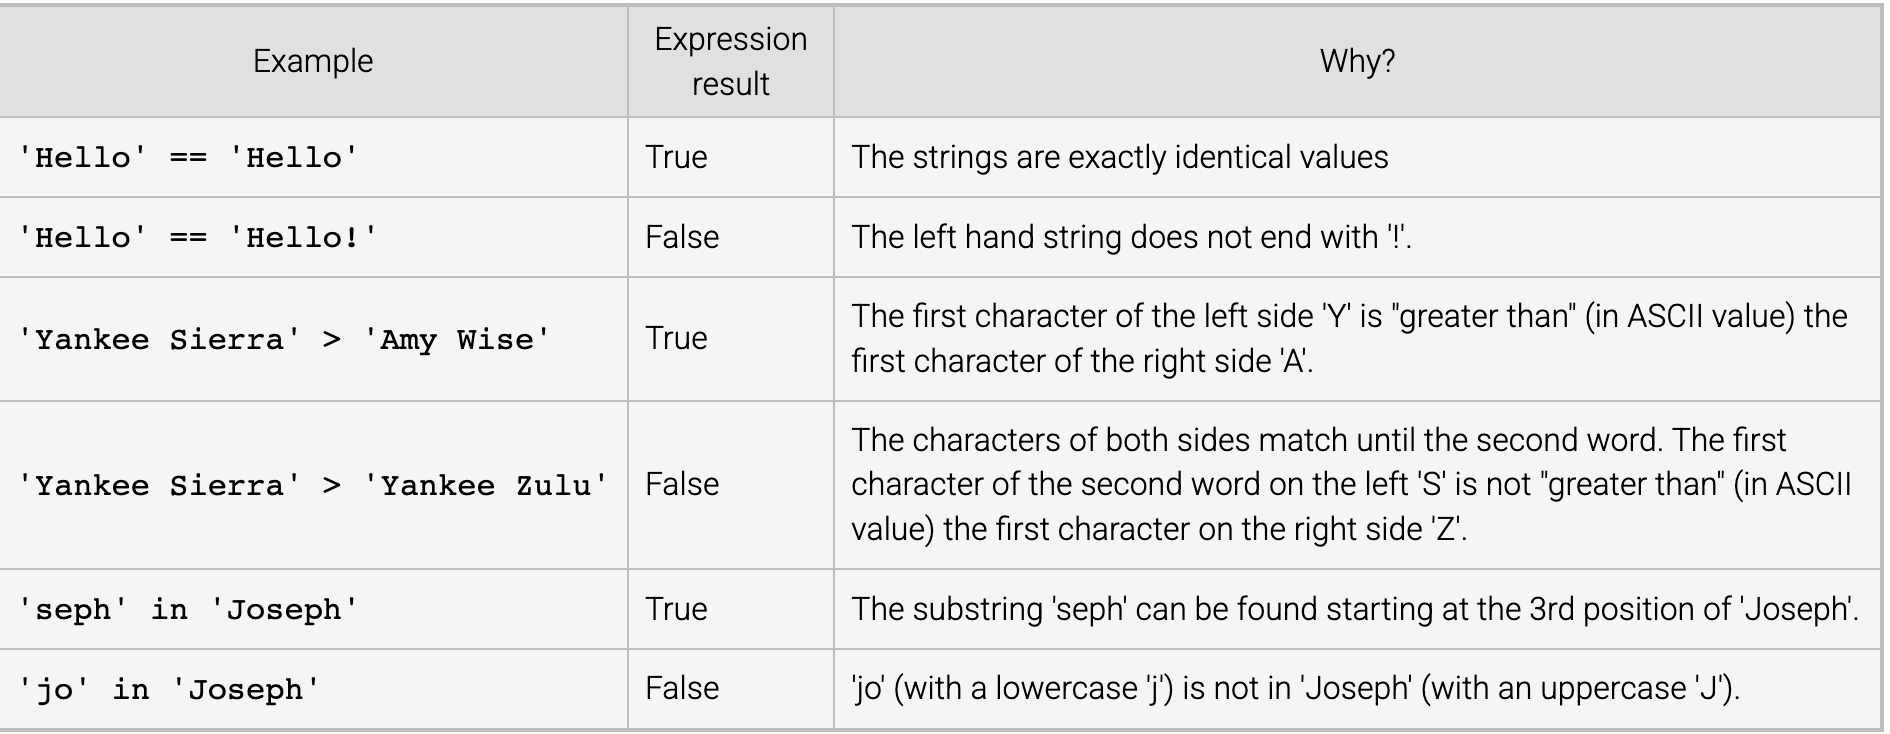 Example
Expression
result
Why?
'Hello' == 'Hello'
True
The strings are exactly identical values
'Hello' == 'Hello!'
False
The left hand string does not end with '!'.
'Yankee Sierra' > 'Amy Wise'
True
The first character of the left side 'Y' is "greater than" (in ASCII value) the
first character of the right side 'A'.
'Yankee Sierra' > 'Yankee Zulu'
False
The characters of both sides match until the second word. The first
character of the second word on the left 'S' is not "greater than" (in ASCII
value) the first character on the right side 'Z'.
'seph' in 'Joseph'
True
The substring 'seph' can be found starting at the 3rd position of 'Joseph'.
'jo' in 'Joseph'
False
'jo' (with a lowercase 'j') is not in 'Joseph' (with an uppercase 'J').